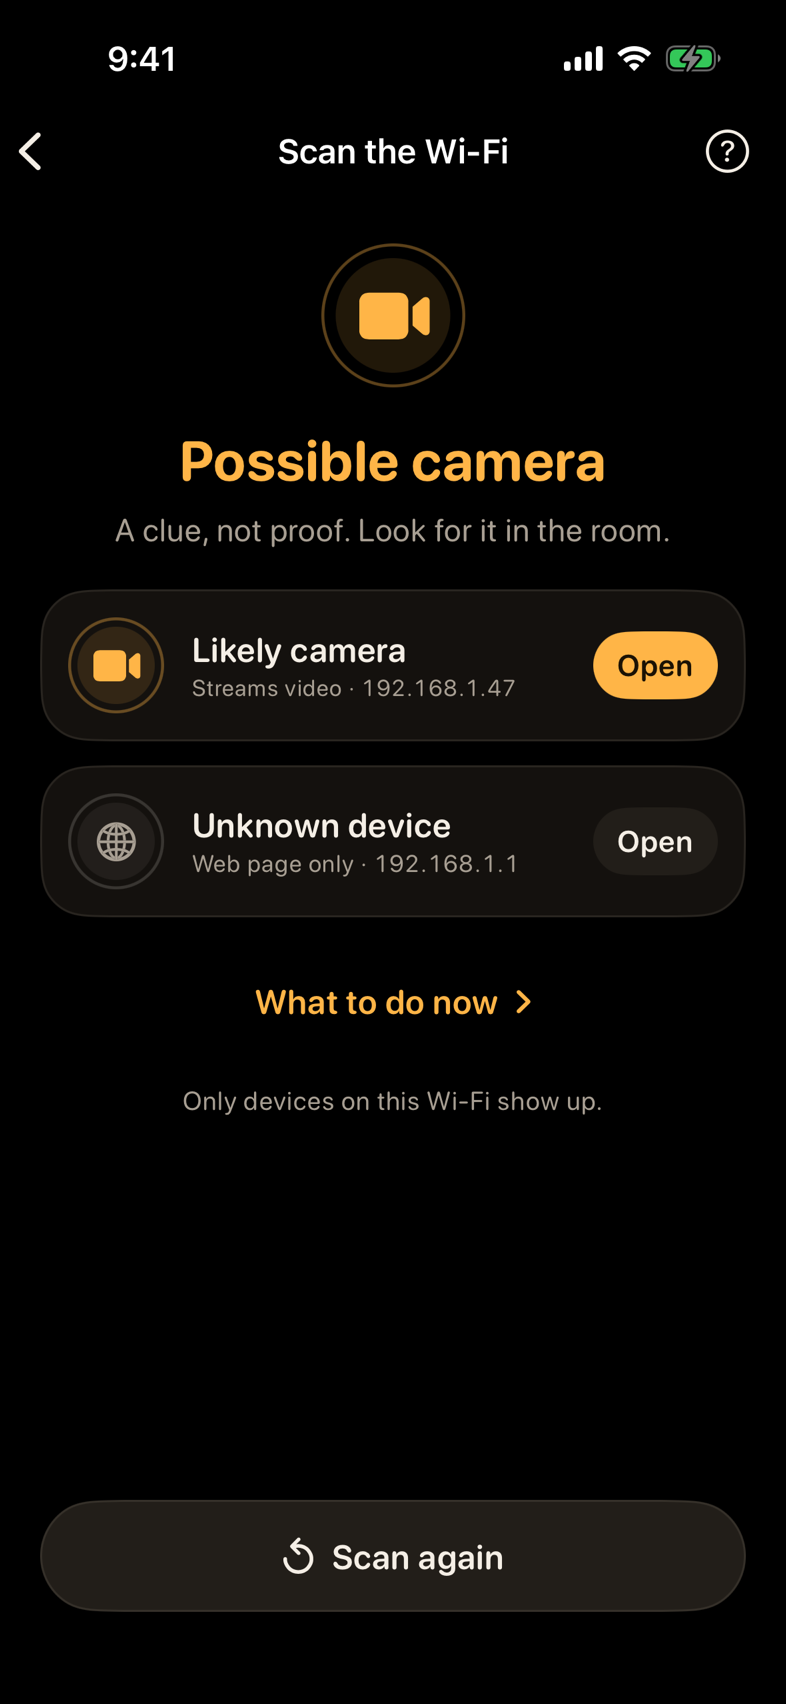 9:41
Scan the Wi-Fi
?
Possible camera
A clue, not proof. Look for it in the room.
Likely camera
Streams video · 192.168.1.47
Open
Unknown device
Web page only · 192.168.1.1
Open
What to do now
Only devices on this Wi-Fi show up.
Scan again